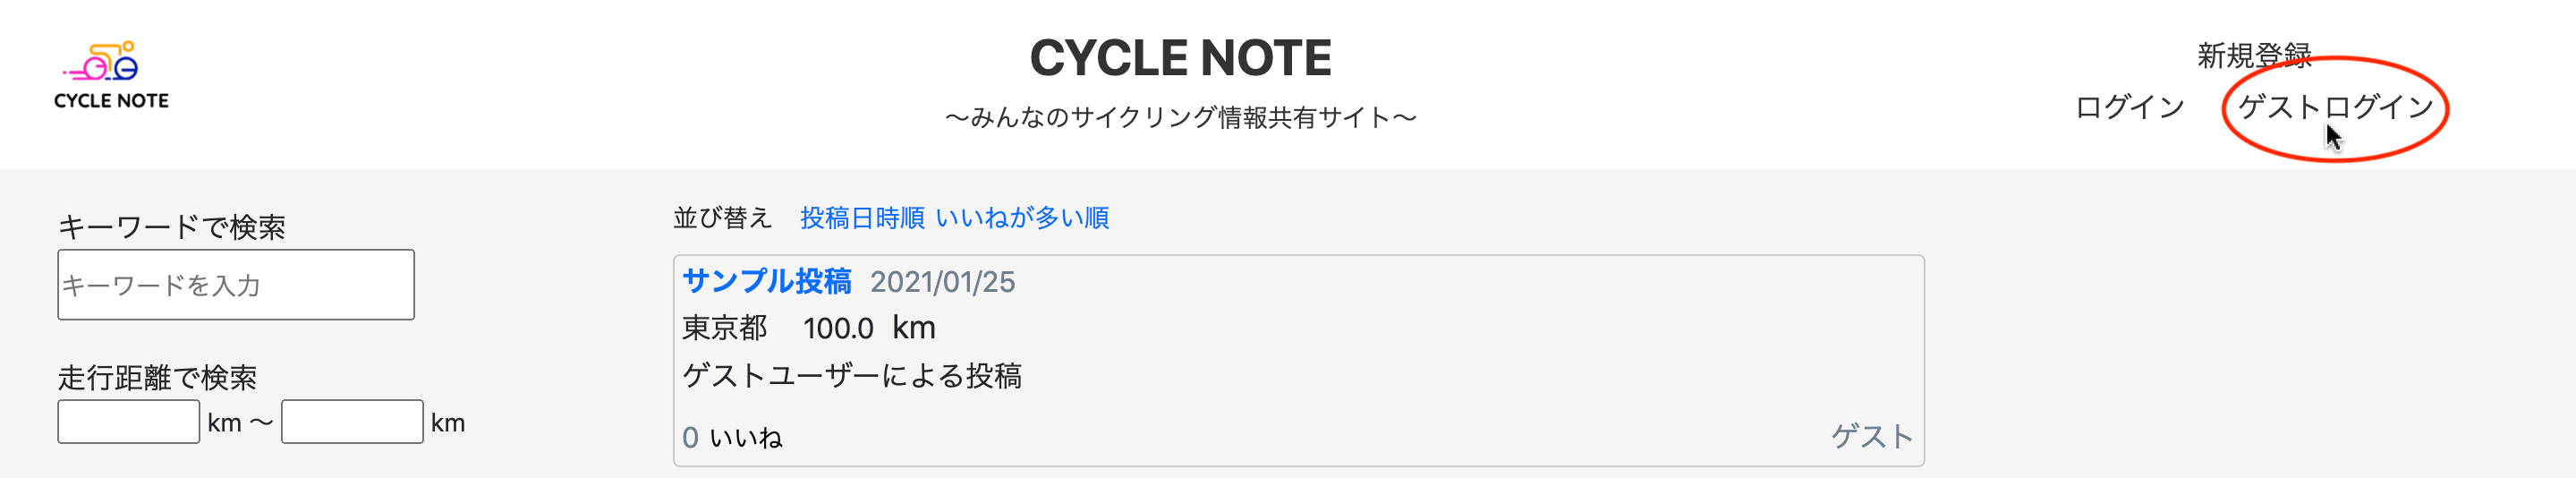 CYCLE NOTE
CYCLE NOTE
〜みんなのサイクリング情報共有サイト〜
新規登録
ログイン ゲストログイン
キーワードで検索
キーワードを入力
走行距離で検索
km 〜 km
並び替え 投稿日時順 いいねが多い順
サンプル投稿 2021/01/25
東京都 100.0 km
ゲストユーザーによる投稿
0 いいね ゲスト